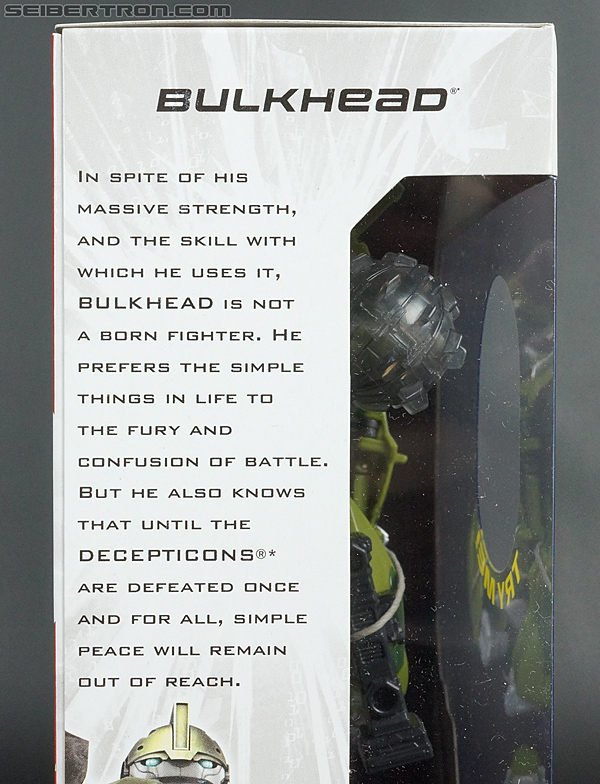 SEIBERTRON.COM
BULKHEAD®*
IN SPITE OF HIS
MASSIVE STRENGTH,
AND THE SKILL WITH
WHICH HE USES IT,
BULKHEAD IS NOT
A BORN FIGHTER. HE
PREFERS THE SIMPLE
THINGS IN LIFE TO
THE FURY AND
CONFUSION OF BATTLE.
BUT HE ALSO KNOWS
THAT UNTIL THE
DECEPTICONS®*
ARE DEFEATED ONCE
AND FOR ALL, SIMPLE
PEACE WILL REMAIN
OUT OF REACH.
TRY ME!